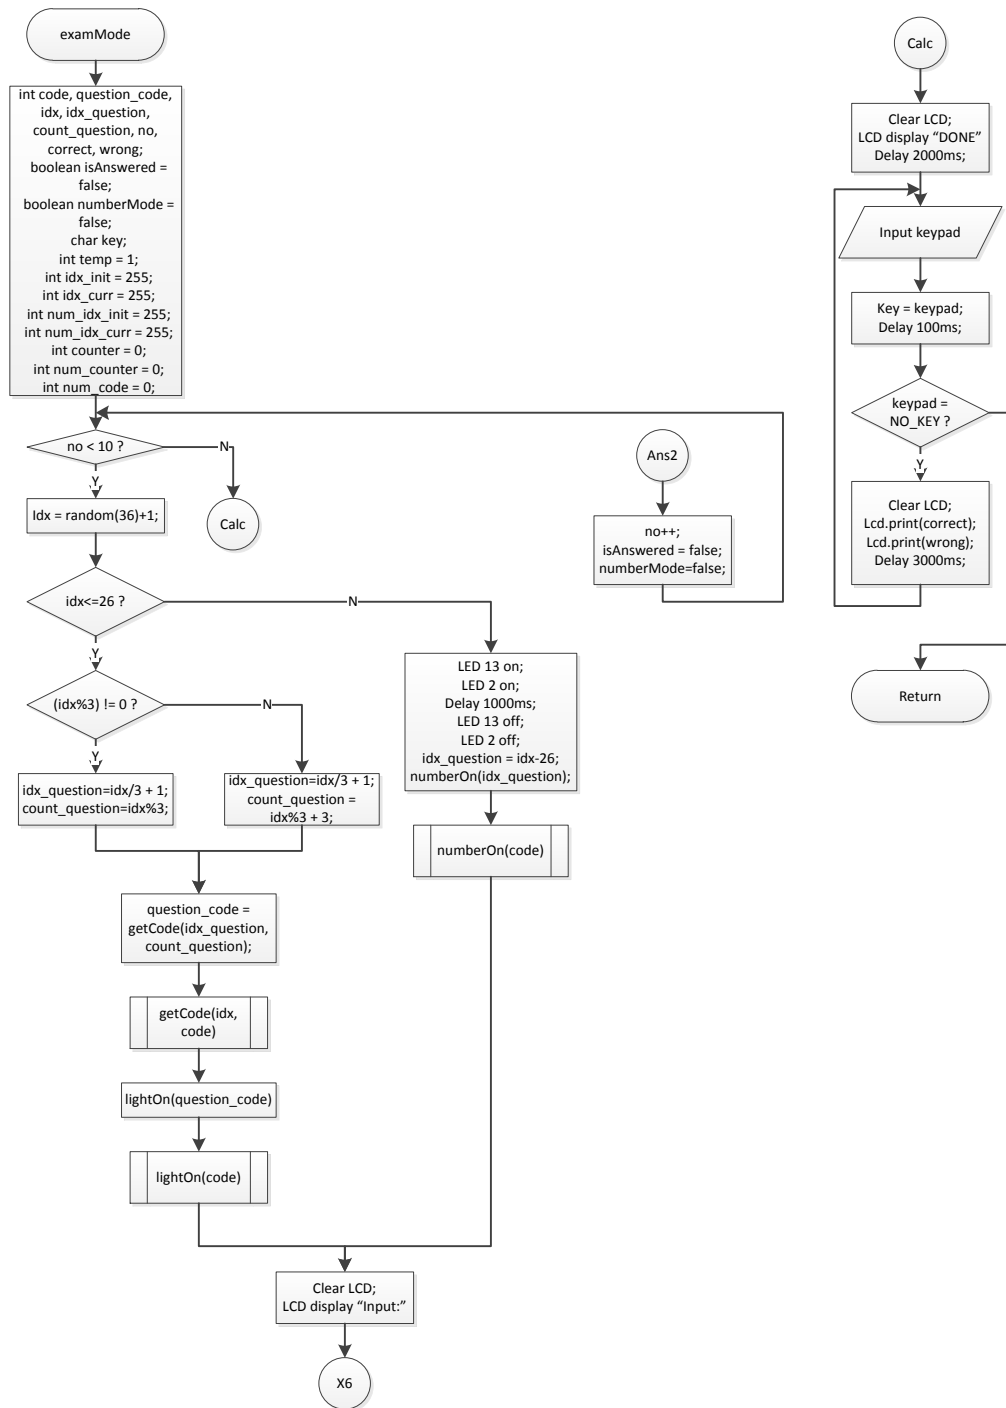 examMode
int code, question_code,
idx, idx_question,
count_question, no,
correct, wrong;
boolean isAnswered =
false;
boolean numberMode =
false;
char key;
int temp = 1;
int idx_init = 255;
int idx_curr = 255;
int num_idx_init = 255;
int num_idx_curr = 255;
int counter = 0;
int num_counter = 0;
int num_code = 0;
no < 10 ?
N
Y
Calc
Idx = random(36)+1;
idx<=26 ?
N
Y
(idx%3) != 0 ?
N
Y
idx_question=idx/3 + 1;
count_question=idx%3;
idx_question=idx/3 + 1;
count_question =
idx%3 + 3;
LED 13 on;
LED 2 on;
Delay 1000ms;
LED 13 off;
LED 2 off;
idx_question = idx-26;
numberOn(idx_question);
numberOn(code)
question_code =
getCode(idx_question,
count_question);
getCode(idx,
code)
lightOn(question_code)
lightOn(code)
Clear LCD;
LCD display “Input:”
X6
Ans2
no++;
isAnswered = false;
numberMode=false;
Calc
Clear LCD;
LCD display “DONE”
Delay 2000ms;
Input keypad
Key = keypad;
Delay 100ms;
keypad =
NO_KEY ?
Y
Clear LCD;
Lcd.print(correct);
Lcd.print(wrong);
Delay 3000ms;
Return